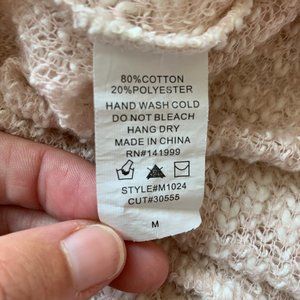 80%COTTON
20%POLYESTER
HAND WASH COLD
DO NOT BLEACH
HANG DRY
MADE IN CHINA
RN#141999
STYLE#M1024
CUT#30555
M